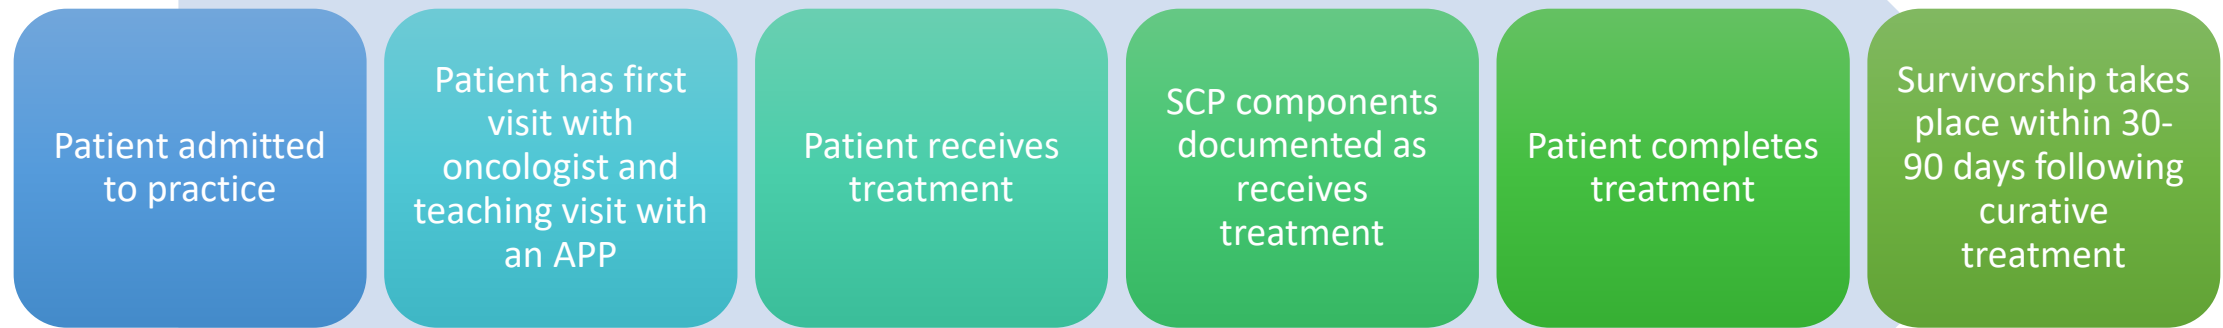 Patient admitted
to practice
Patient has first
visit with
oncologist and
teaching visit with
an APP
Patient receives
treatment
SCP components
documented as
receives
treatment
Patient completes
treatment
Survivorship takes
place within 30-
90 days following
curative
treatment